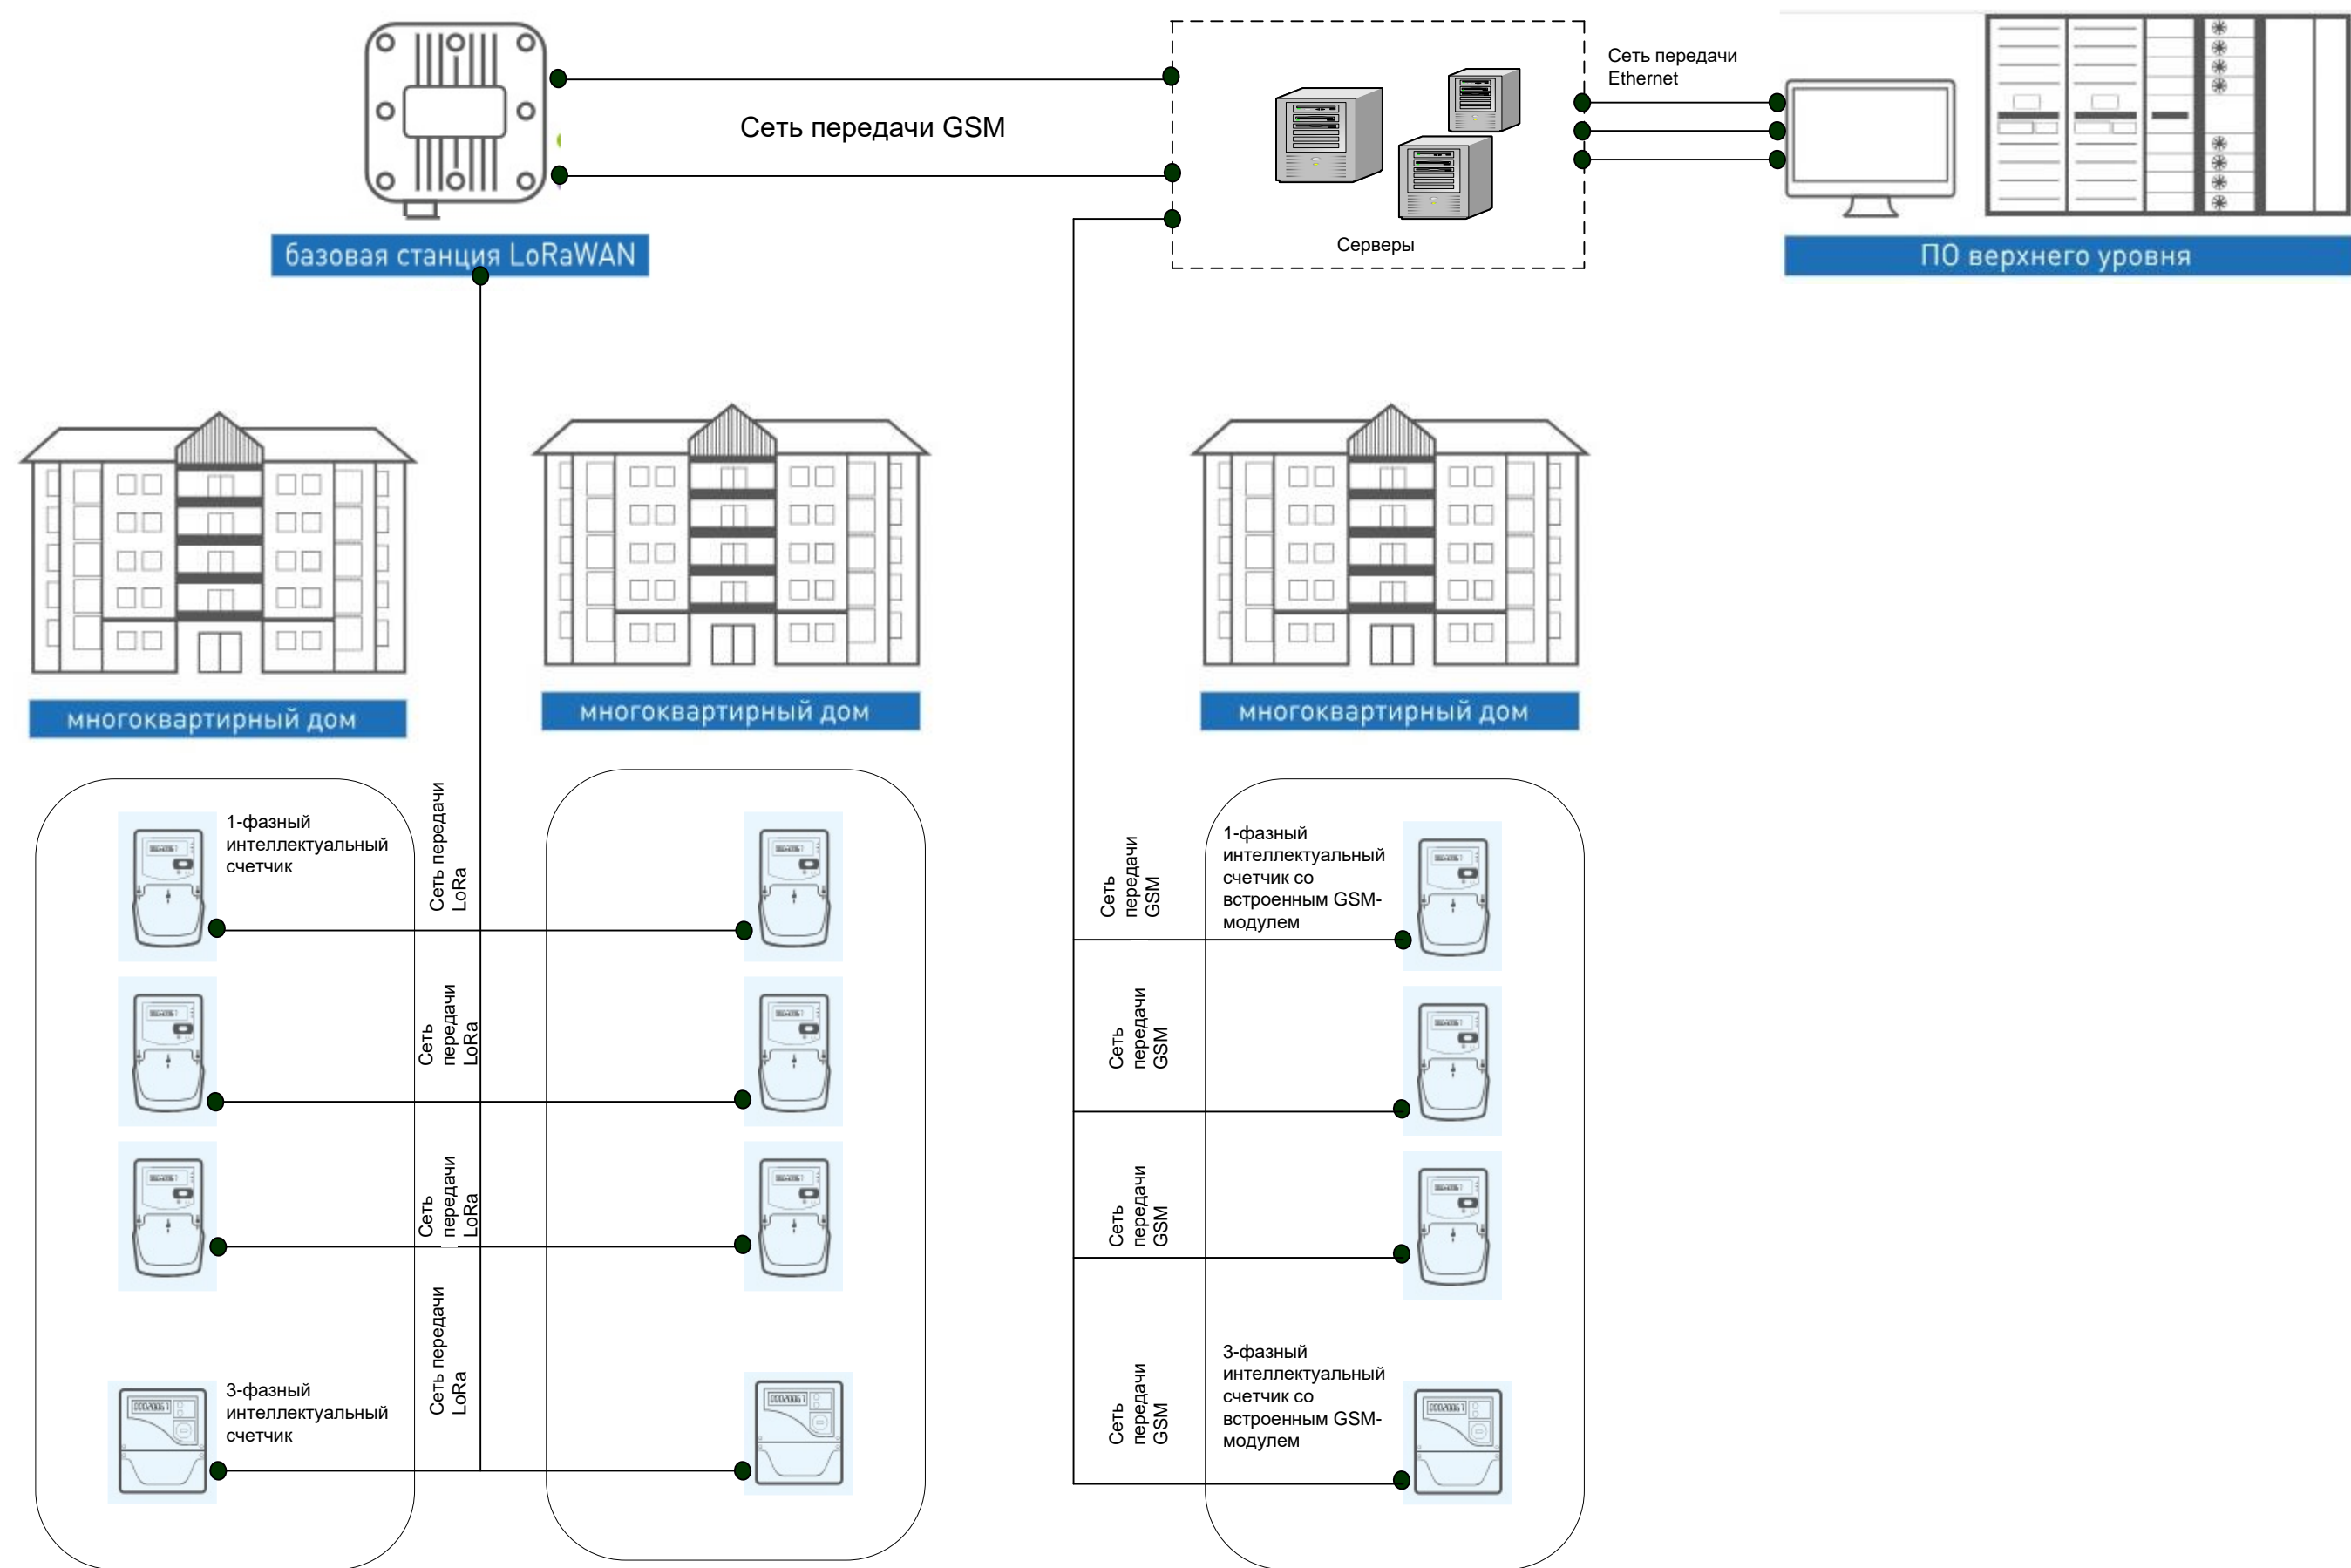 Сеть передачи
Ethernet
Сеть передачи GSM
Серверы
базовая станция LoRaWAN
ПО верхнего уровня
многоквартирный дом
многоквартирный дом
многоквартирный дом
1-фазный
интеллектуальный
счетчик
Сеть передачи
LoRa
Сеть
передачи
LoRa
Сеть
передачи
LoRa
Сеть передачи
LoRa
3-фазный
интеллектуальный
счетчик
Сеть
передачи
GSM
Сеть
передачи
GSM
Сеть
передачи
GSM
Сеть
передачи
GSM
1-фазный
интеллектуальный
счетчик со
встроенным GSM-
модулем
3-фазный
интеллектуальный
счетчик со
встроенным GSM-
модулем